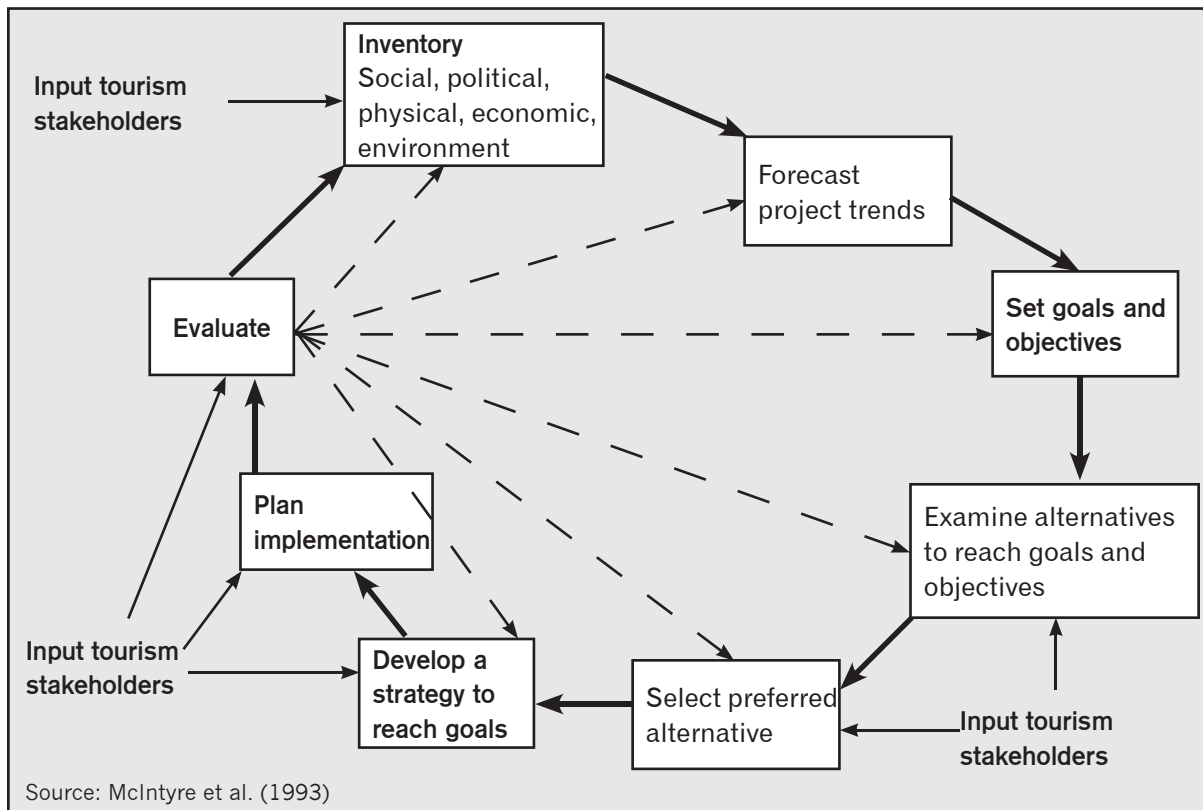 Inventory
Social, political,
physical, economic,
environment
Input tourism
stakeholders
Forecast
project trends
Set goals and
objectives
Evaluate
Plan
implementation
Examine alternatives
to reach goals and
objectives
Input tourism
stakeholders
Develop a
strategy to
reach goals
Select preferred
alternative
Input tourism
stakeholders
Source: McIntyre et al. (1993)